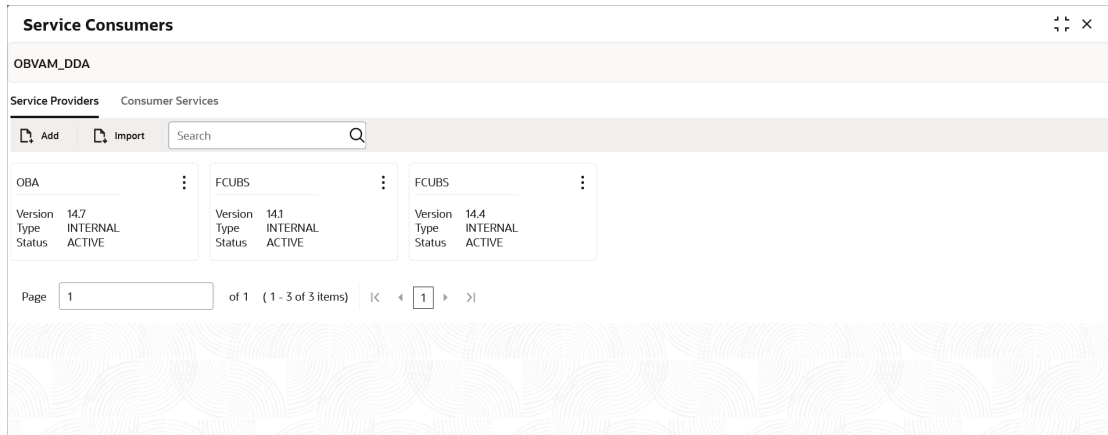 Service Consumers
OBVAM_DDA
Service Providers Consumer Services
Add Import Search
OBA FCUBS FCUBS
Version 14.7 Version 14.1 Version 14.4
Type INTERNAL Type INTERNAL Type INTERNAL
Status ACTIVE Status ACTIVE Status ACTIVE
Page 1 of 1 ( 1 - 3 of 3 items) 1